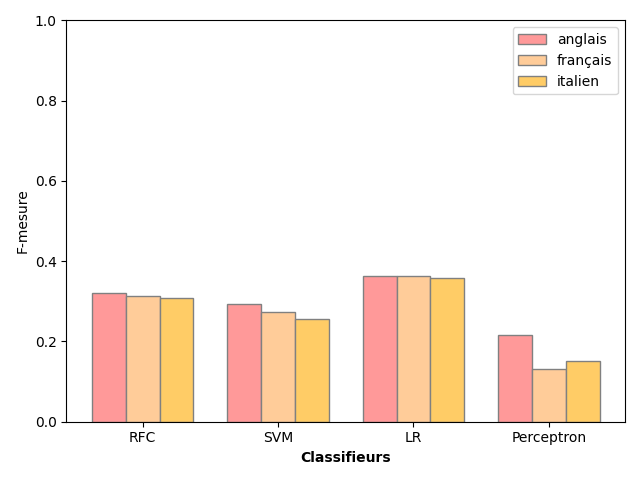 1.0
0.8
0.6
0.4
0.2
0.0
F-mesure
anglais
français
italien
RFC SVM LR Perceptron
Classifieurs